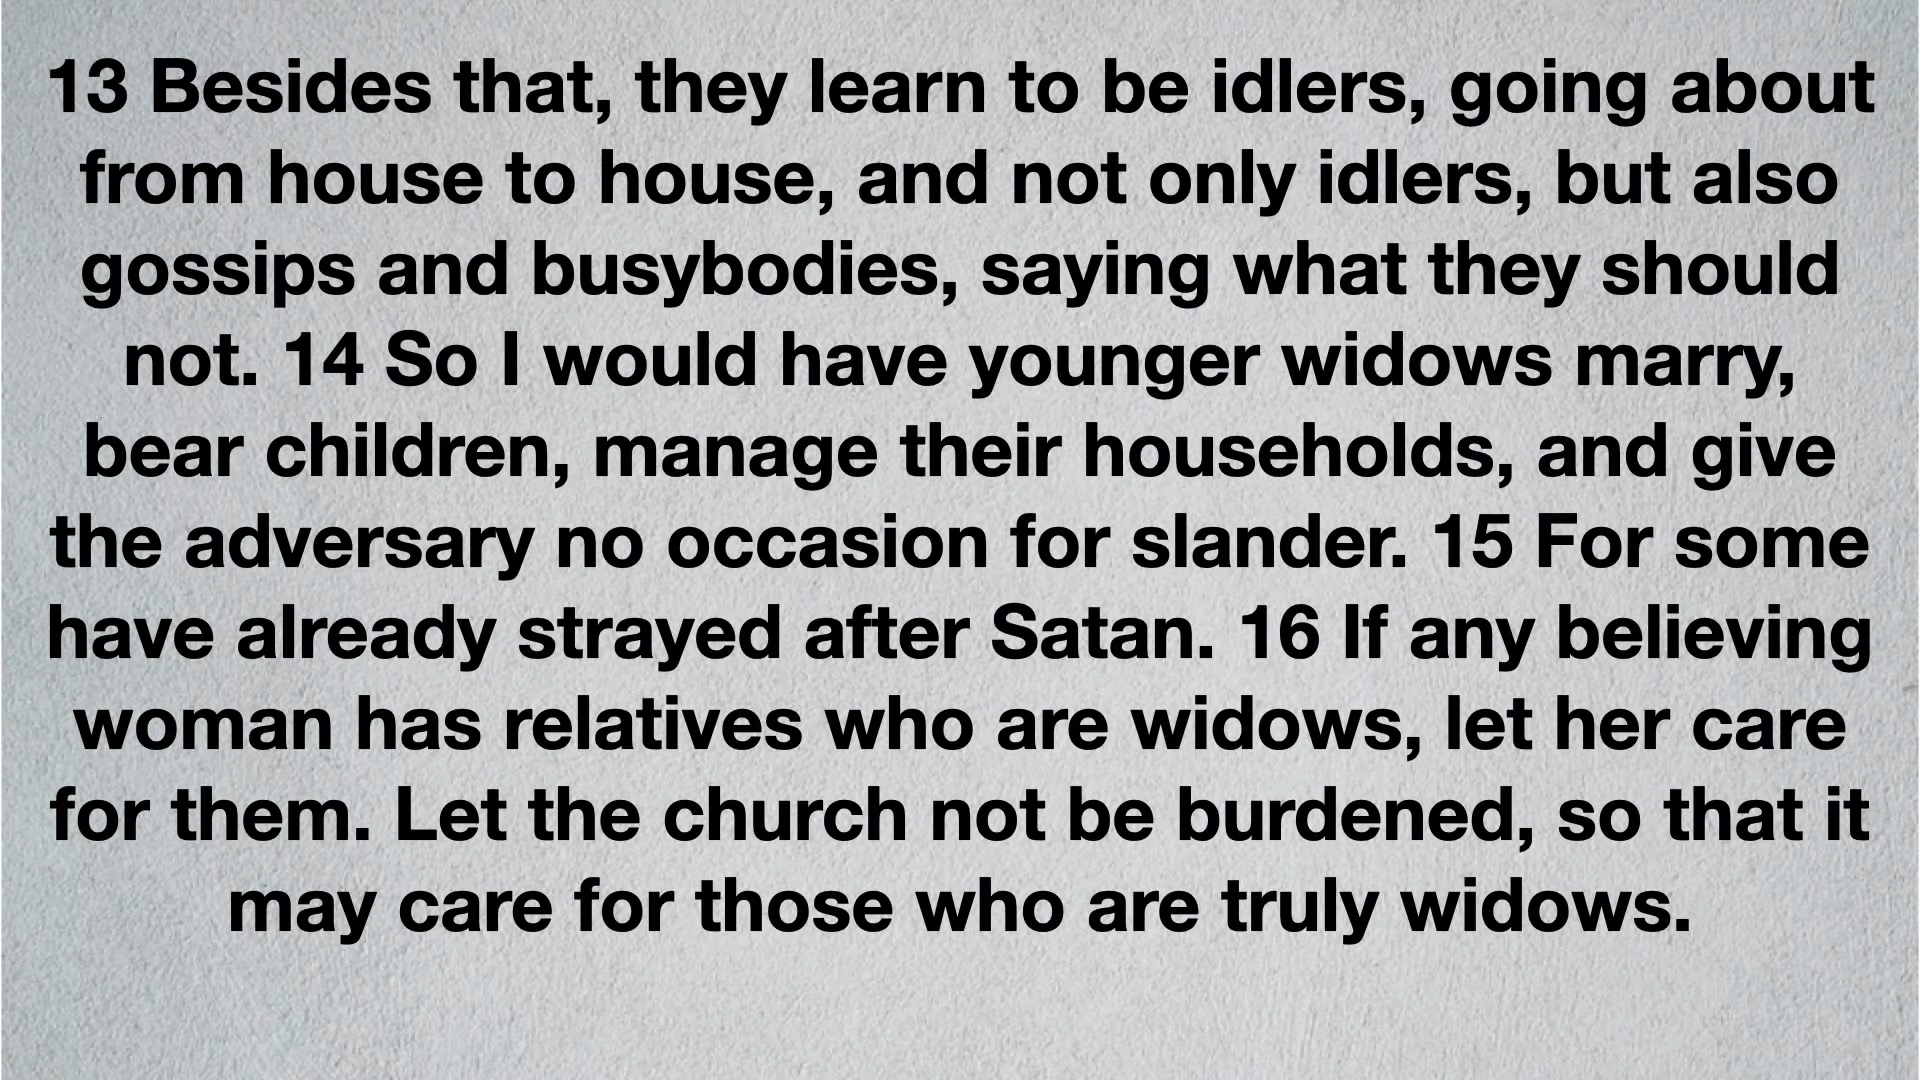 13 Besides that, they learn to be idlers, going about
from house to house, and not only idlers, but also
gossips and busybodies, saying what they should
not. 14 So I would have younger widows marry,
bear children, manage their households, and give
the adversary no occasion for slander. 15 For some
have already strayed after Satan. 16 If any believing
woman has relatives who are widows, let her care
for them. Let the church not be burdened, so that it
may care for those who are truly widows.